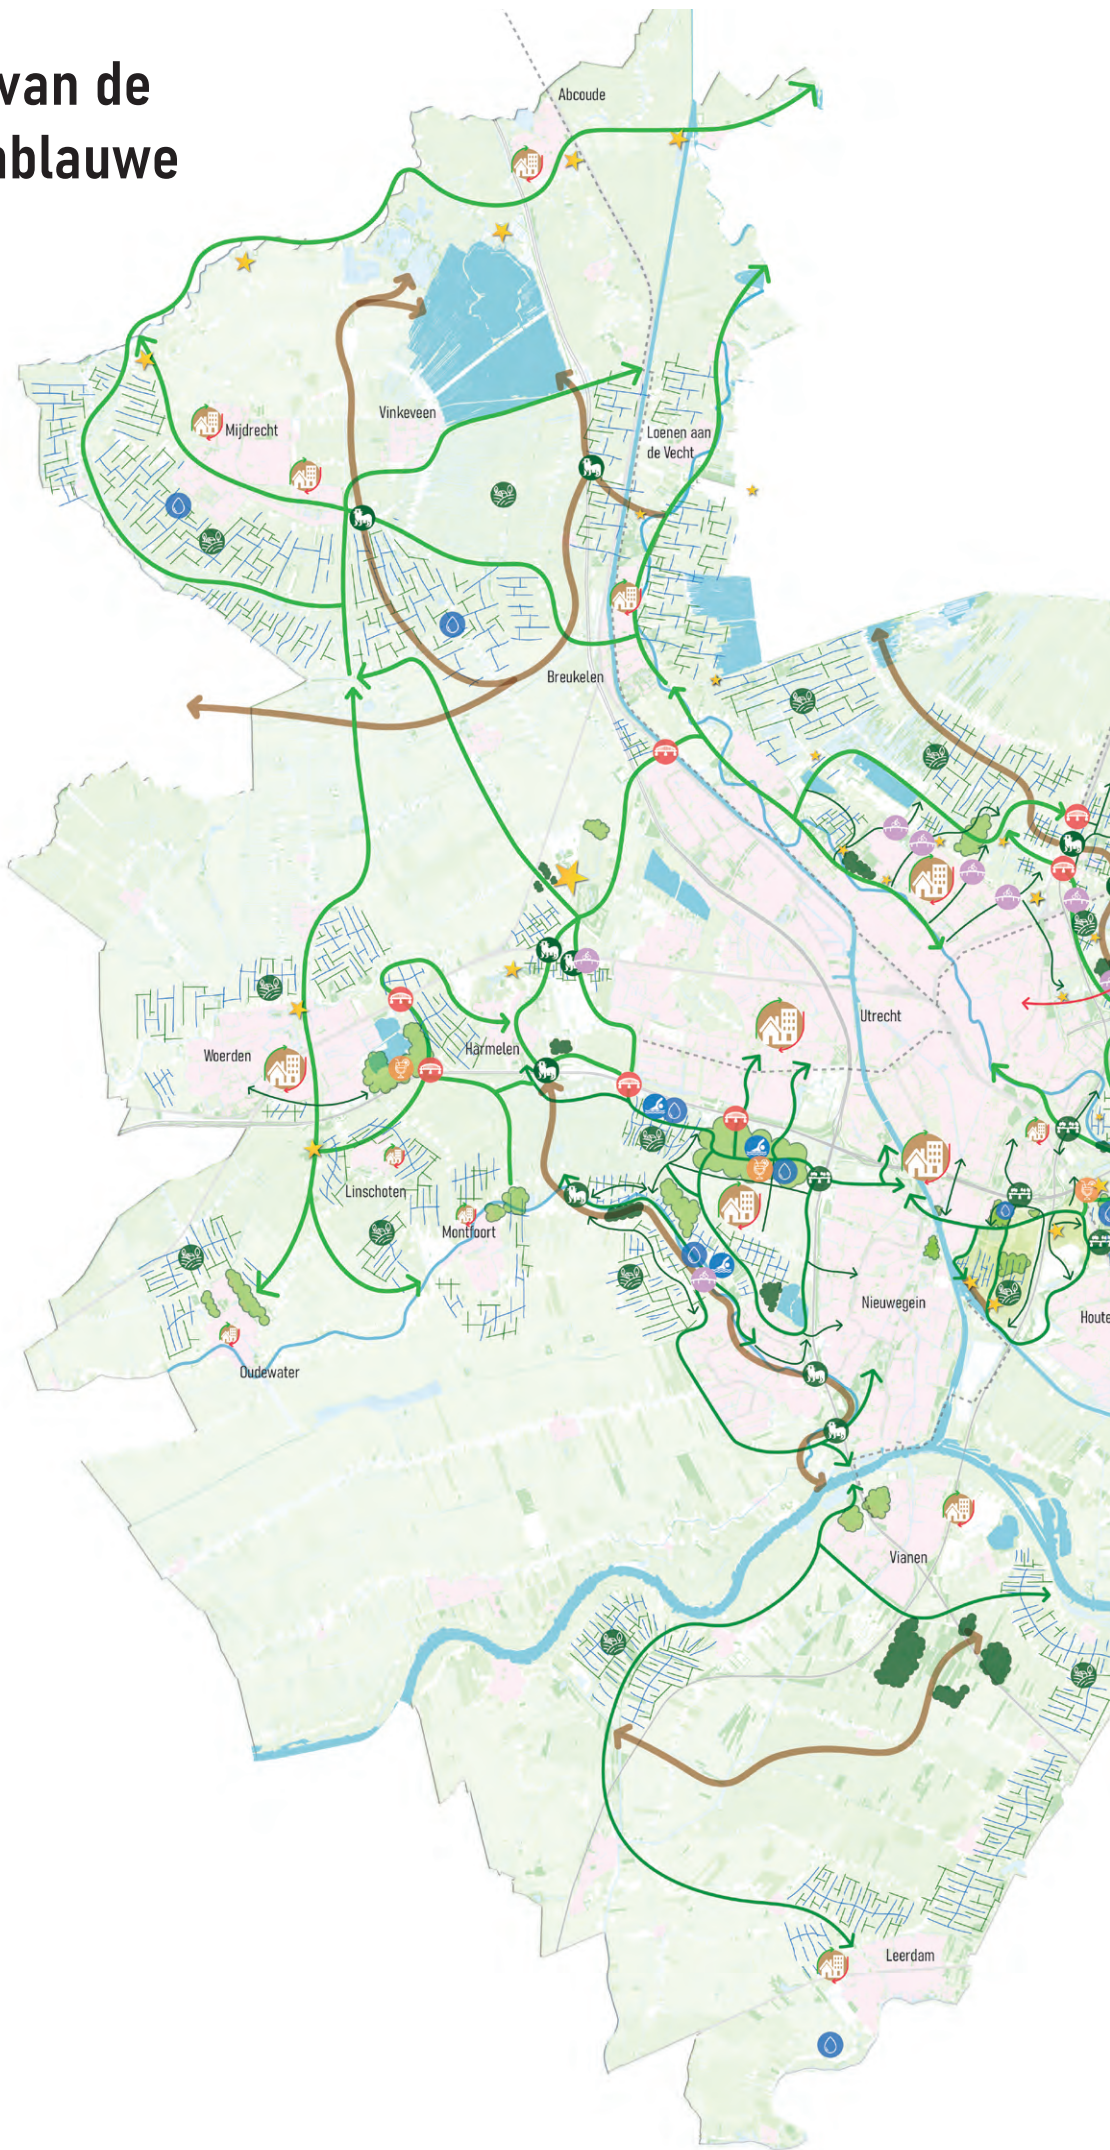 van de
nblauwe
Abcoude
Vinkeveen
Mijdrecht
Loenen aan
de Vecht
Breukelen
Utrecht
Woerden
Harmelen
Linschoten
Montfoort
Nieuwegein
Houte
Oudewater
Vianen
Leerdam